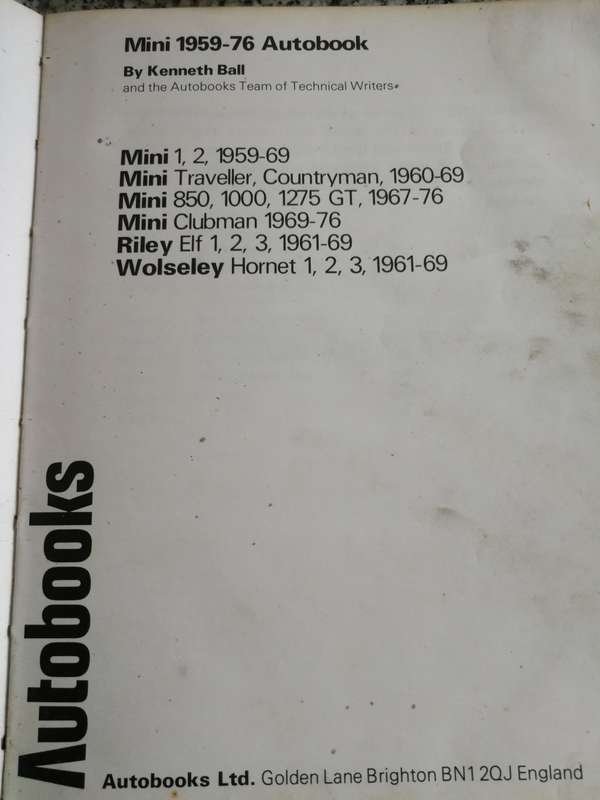 Mini 1959-76 Autobook
By Kenneth Ball
and the Autobooks Team of Technical Writers
Mini 1, 2, 1959-69
Mini Traveller, Countryman, 1960-69
Mini 850, 1000, 1275 GT, 1967-76
Mini Clubman 1969-76
Riley Elf 1, 2, 3, 1961-69
Wolseley Hornet 1, 2, 3, 1961-69
Autobooks
Autobooks Ltd. Golden Lane Brighton BN1 2QJ England